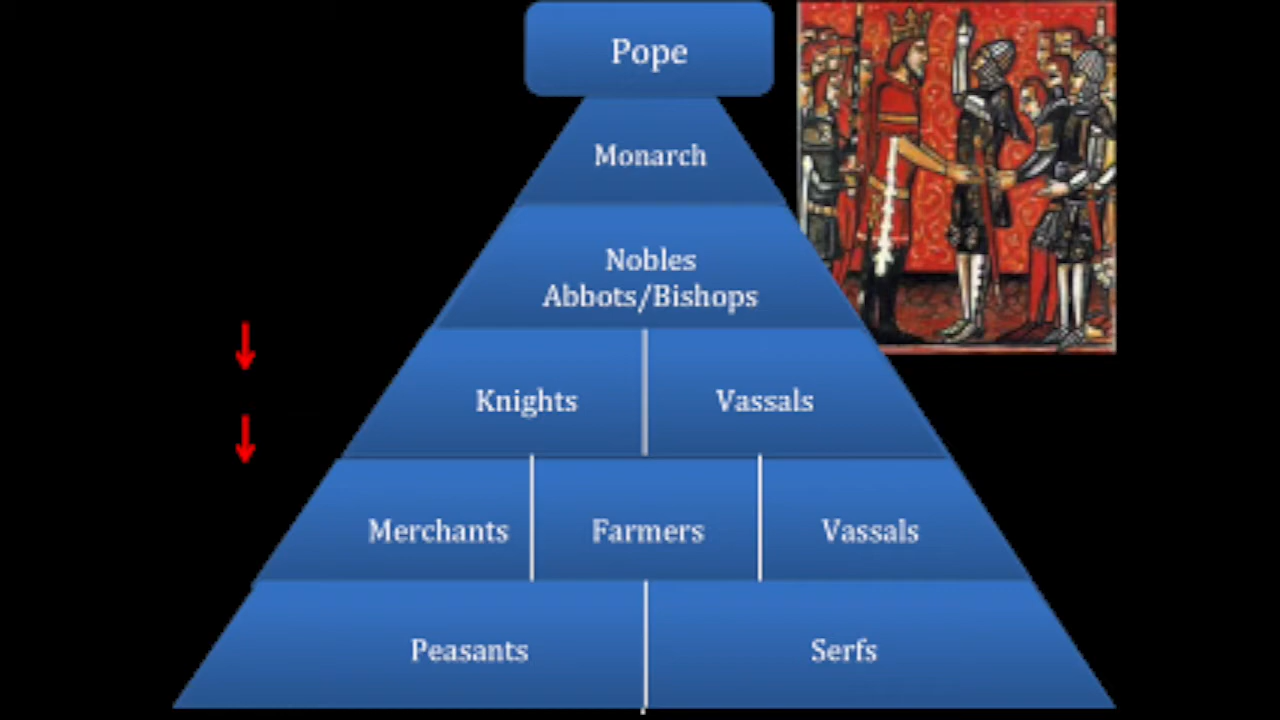 Pope
Monarch
Nobles
Abbots/Bishops
Knights
Vassals
Merchants
Farmers
Vassals
Peasants
Serfs